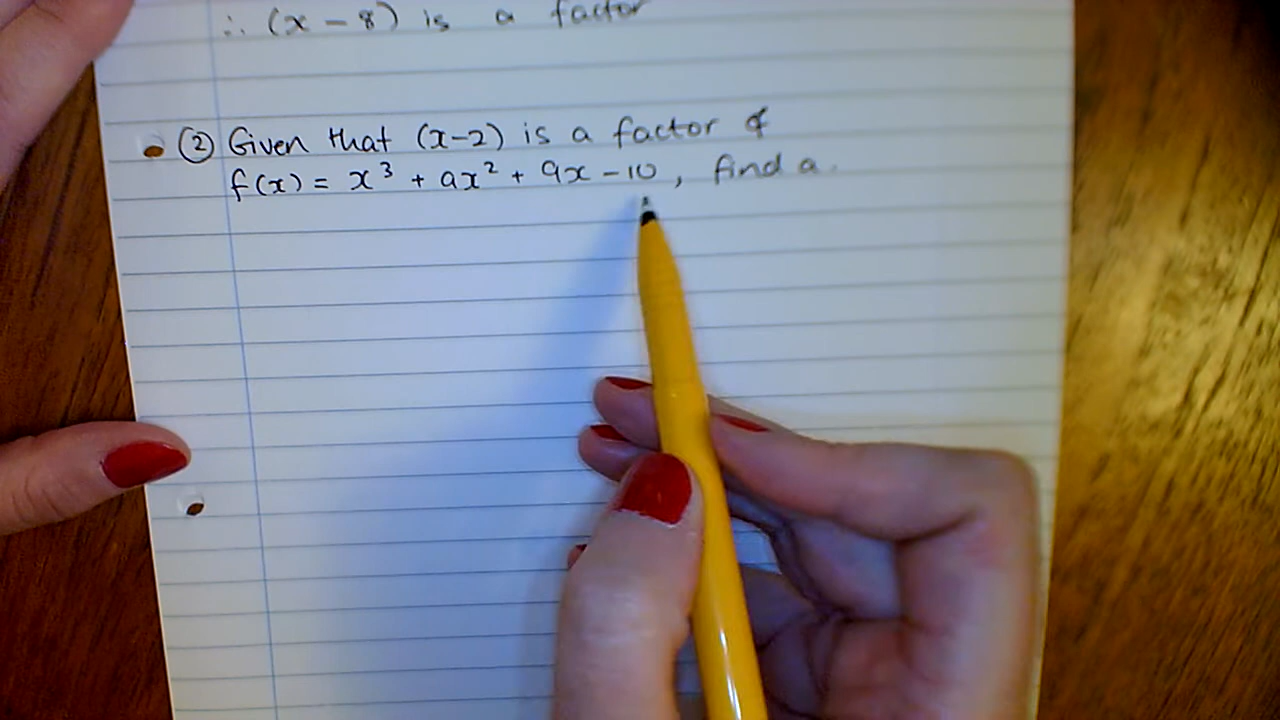 ∴ (x - 8) is a factor
② Given that (x-2) is a factor of
f(x) = x³ + ax² + 9x - 10, find a.